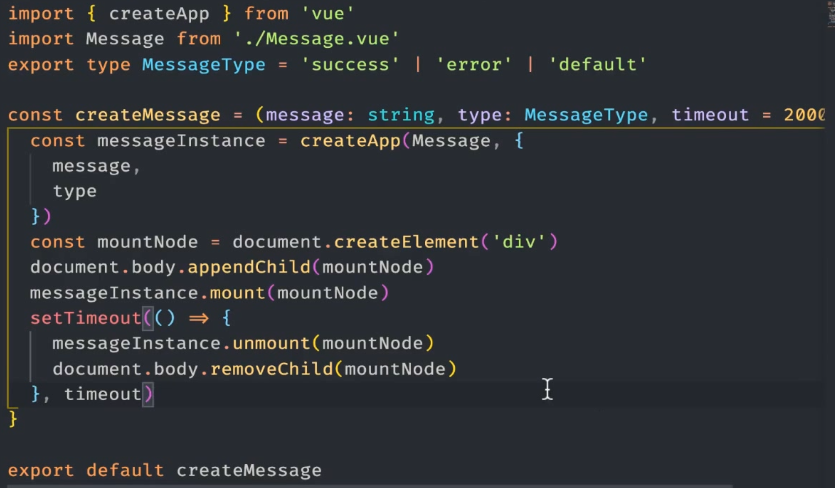 import { createApp } from 'vue'
import Message from './Message.vue'
export type MessageType = 'success' | 'error' | 'default'
const createMessage = (message: string, type: MessageType, timeout = 2000
const messageInstance = createApp(Message, {
message,
type
})
const mountNode = document.createElement('div')
document.body.appendChild(mountNode)
messageInstance.mount(mountNode)
setTimeout(() => {
messageInstance.unmount(mountNode)
document.body.removeChild(mountNode)
}, timeout)
}
export default createMessage